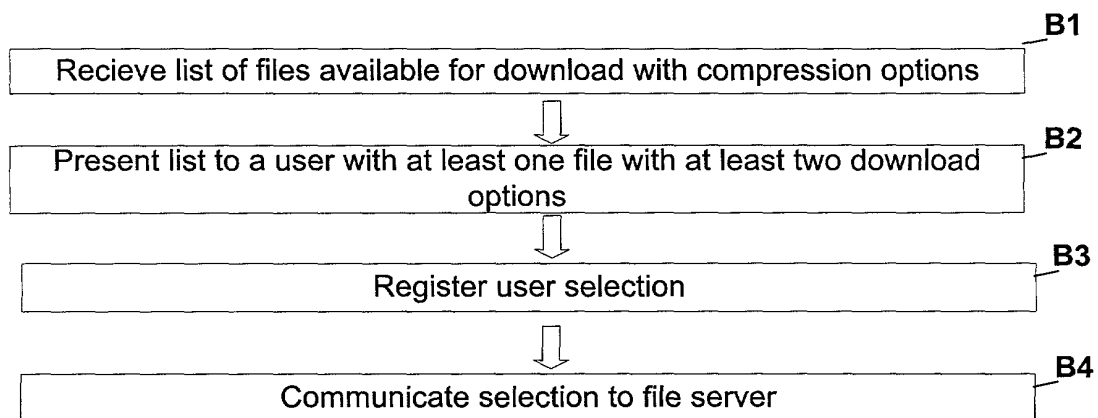 B1
Recieve list of files available for download with compression options
B2
Present list to a user with at least one file with at least two download
options
B3
Register user selection
B4
Communicate selection to file server